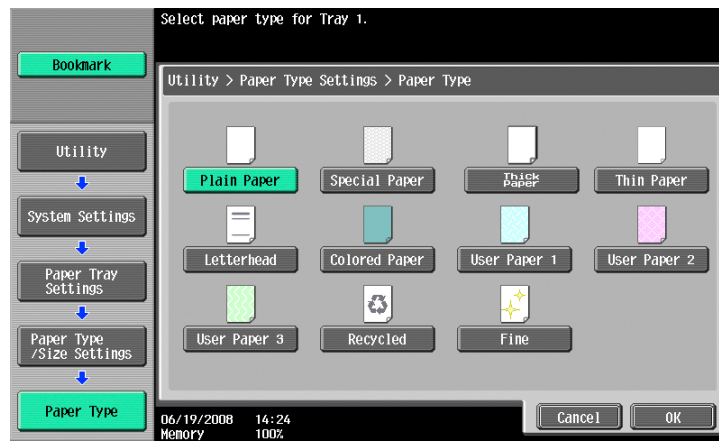 Select paper type for Tray 1.
Bookmark
Utility > Paper Type Settings > Paper Type
Utility
System Settings
Paper Tray
Settings
Paper Type
/Size Settings
Paper Type
Plain Paper
Special Paper
Thick
Paper
Thin Paper
Letterhead
Colored Paper
User Paper 1
User Paper 2
User Paper 3
Recycled
Fine
06/19/2008 14:24
Memory 100%
Cancel
OK